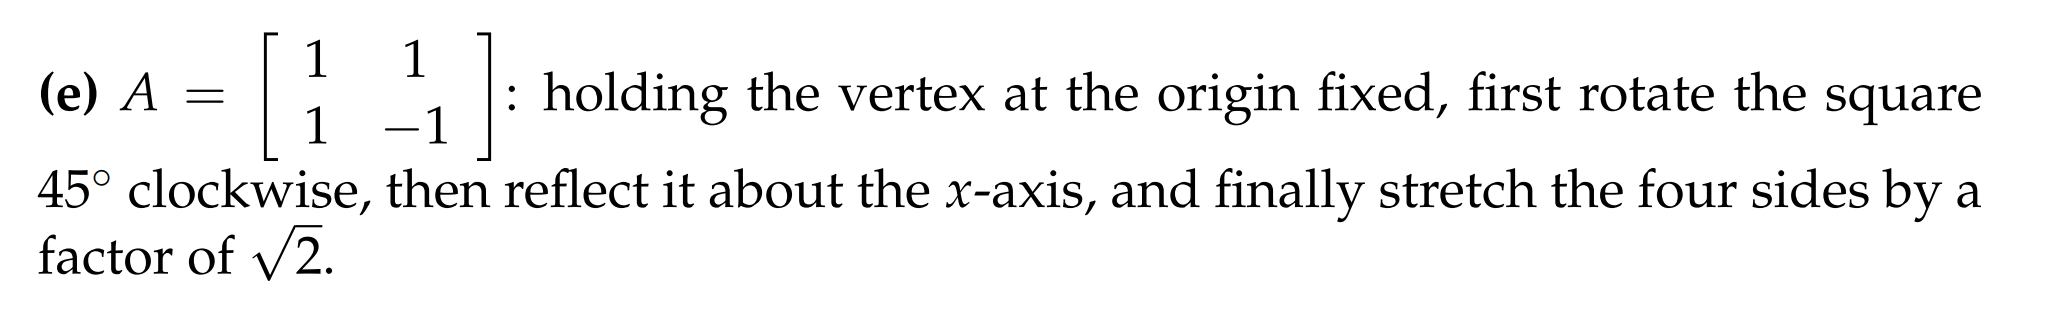 (e) A = [ 1 1 ; 1 −1 ]: holding the vertex at the origin fixed, first rotate the square
45° clockwise, then reflect it about the x-axis, and finally stretch the four sides by a
factor of √2.